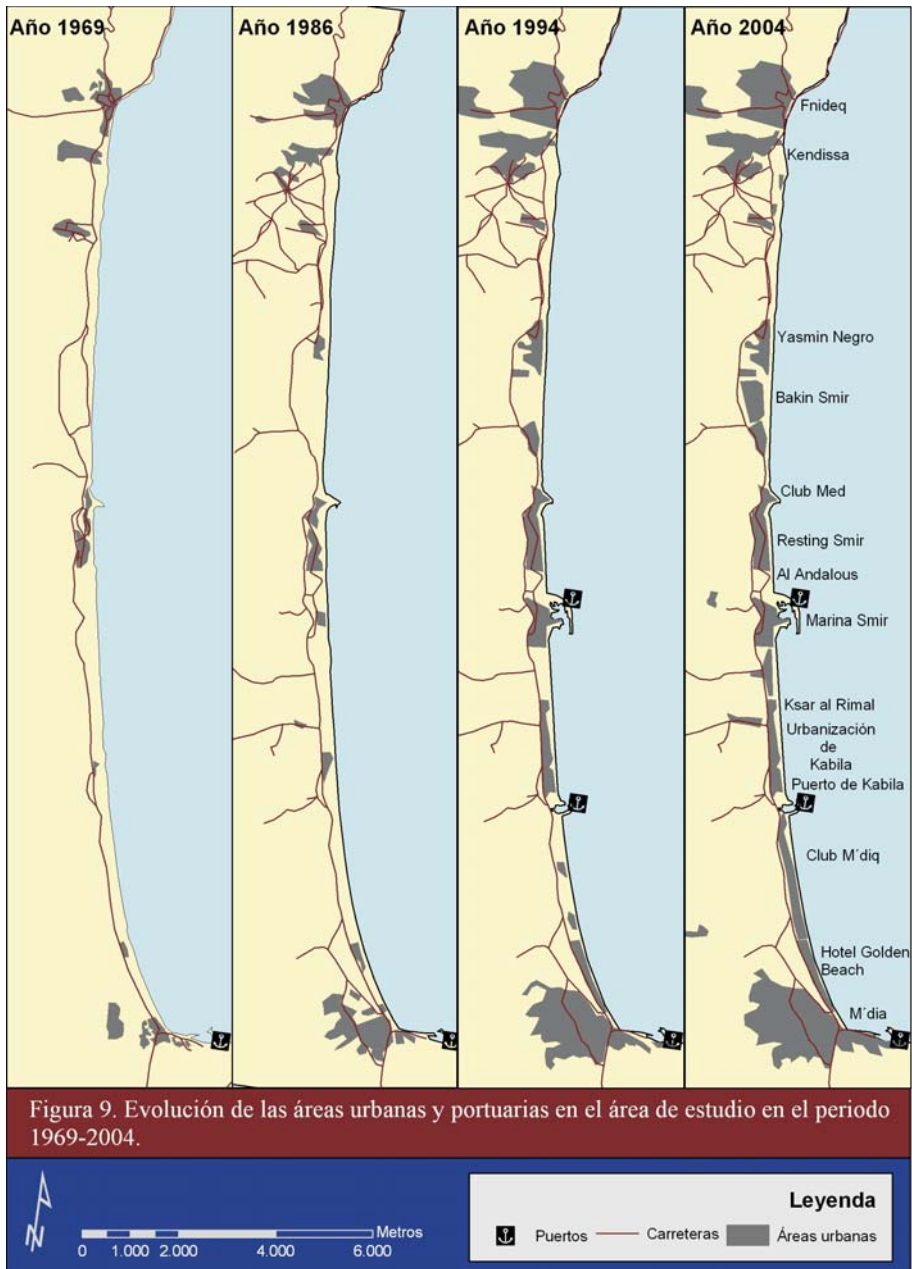 Año 1969
Año 1986
Año 1994
Año 2004
Fnideq
Kendissa
Yasmin Negro
Bakin Smir
Club Med
Resting Smir
Al Andalous
Marina Smir
Ksar al Rimal
Urbanización
de
Kabila
Puerto de Kabila
Club M´diq
Hotel Golden
Beach
M´dia
Figura 9. Evolución de las áreas urbanas y portuarias en el área de estudio en el periodo
1969-2004.
N
Metros
0 1.000 2.000 4.000 6.000
Leyenda
Puertos Carreteras Áreas urbanas